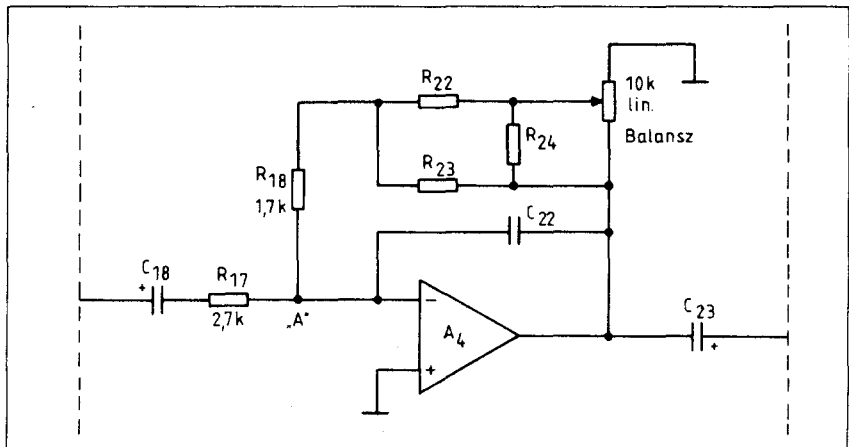 R22
10k
lin.
Balansz
R24
R23
R18
1,7k
C22
C18
+
R17
2,7k
„A"
−
A4
+
C23
+